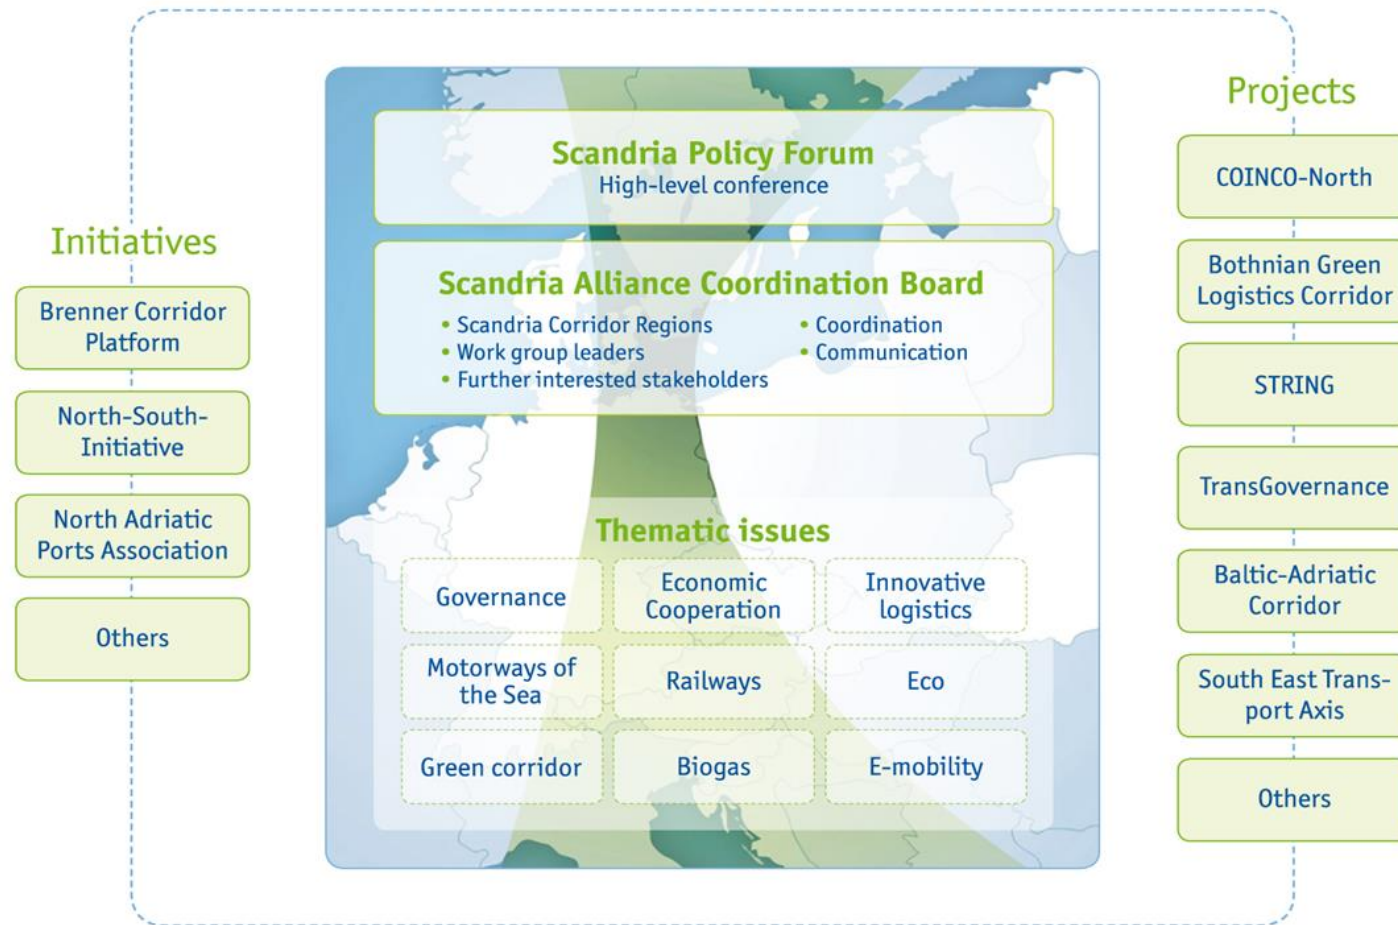 Initiatives
Brenner Corridor
Platform
North-South-
Initiative
North Adriatic
Ports Association
Others
Scandria Policy Forum
High-level conference
Scandria Alliance Coordination Board
• Scandria Corridor Regions
• Work group leaders
• Further interested stakeholders
• Coordination
• Communication
Thematic issues
Governance
Economic
Cooperation
Innovative
logistics
Motorways of
the Sea
Railways
Eco
Green corridor
Biogas
E-mobility
Projects
COINCO-North
Bothnian Green
Logistics Corridor
STRING
TransGovernance
Baltic-Adriatic
Corridor
South East Trans-
port Axis
Others